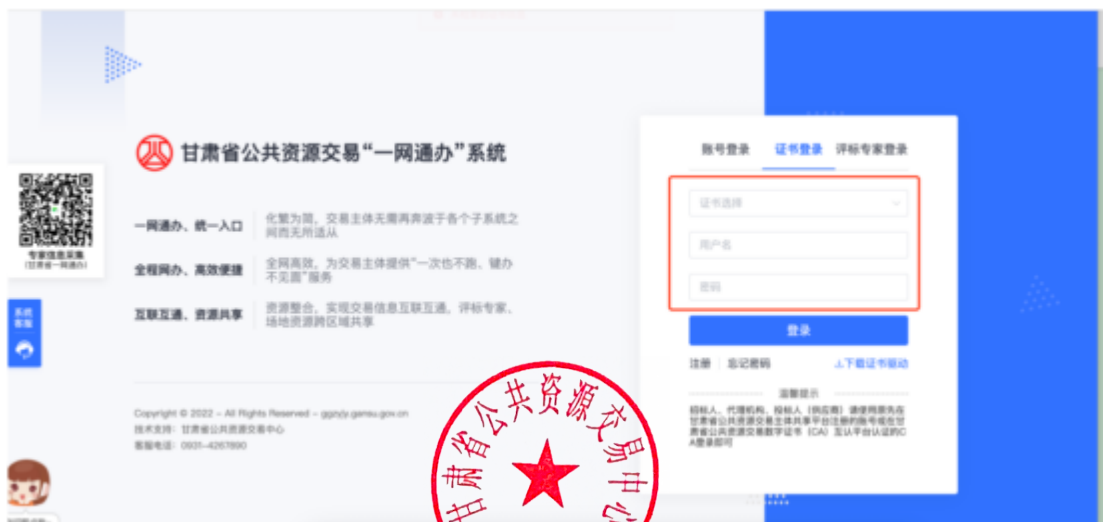 甘肃省公共资源交易“一网通办”系统
一网通办、统一入口
化繁为简，交易主体无需再奔波于各个子系统之
间而无所适从
全程网办、高效便捷
全网高效，为交易主体提供“一次也不跑、键办
不见面”服务
互联互通、资源共享
资源整合，实现交易信息互联互通，评标专家、
场地资源跨区域共享
专家信息采集
(甘肃省一网通办)
系统
客服
账号登录 证书登录 评标专家登录
证书选择
用户名
密码
登录
注册 忘记密码 下载证书驱动
温馨提示
招标人、代理机构、投标人（供应商）请使用原先在
甘肃省公共资源交易主体共享平台注册的账号或在甘
肃省公共资源交易数字证书（CA）互认平台认证的C
A登录即可
Copyright © 2022 - All Rights Reserved - ggzyjy.gansu.gov.cn
技术支持：甘肃省公共资源交易中心
客服电话：0931-4267890
甘肃省公共资源交易中心